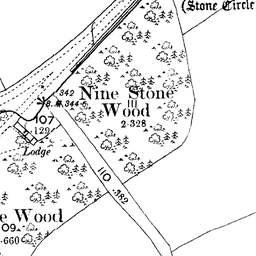 (Stone Circle
342
B.M. 344
Nine Stone
Wood
111
2.328
107
.129
Lodge
110
.382
e Wood
09.
.660